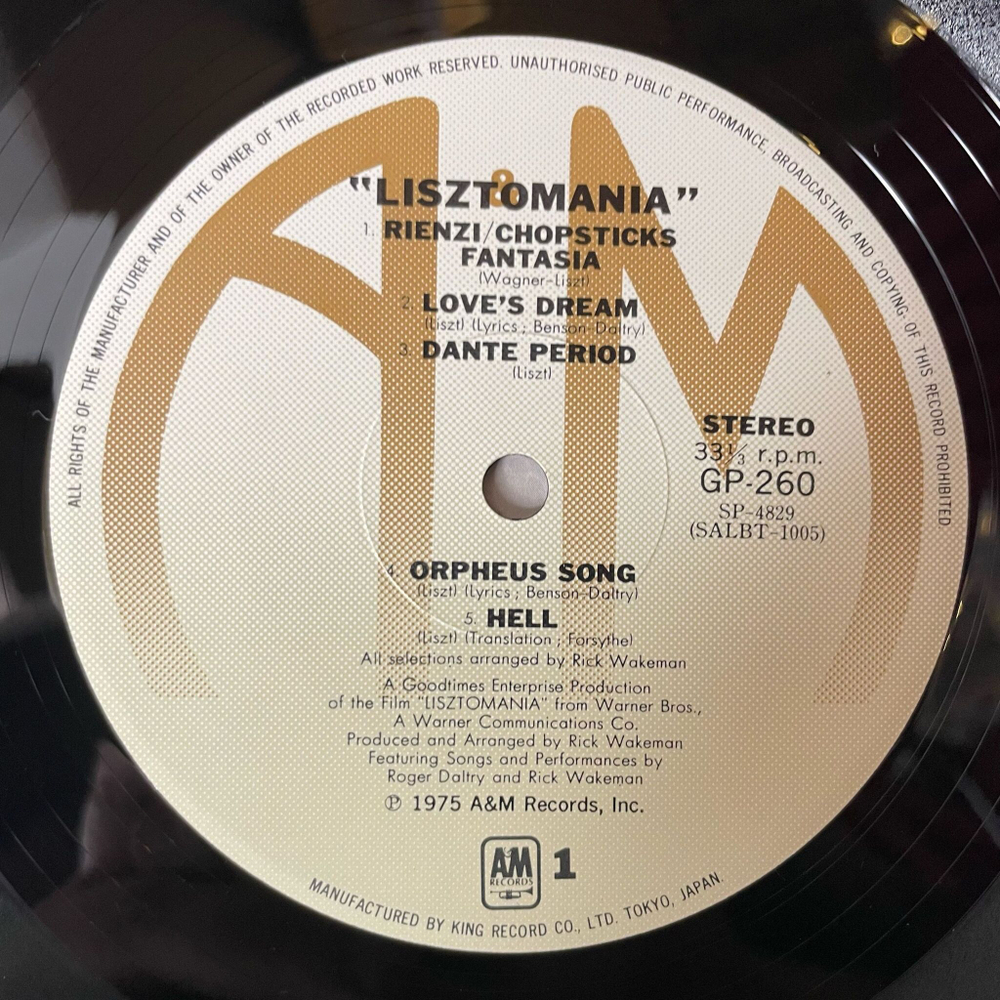 ALL RIGHTS OF THE MANUFACTURER AND OF THE OWNER OF THE RECORDED WORK RESERVED. UNAUTHORISED PUBLIC PERFORMANCE, BROADCASTING AND COPYING OF THIS RECORD PROHIBITED
A&M
"LISZTOMANIA"
1. RIENZI/CHOPSTICKS
FANTASIA
(Wagner-Liszt)
2. LOVE'S DREAM
(Liszt) (Lyrics ; Benson-Daltry)
3. DANTE PERIOD
(Liszt)
STEREO
33⅓ r.p.m.
GP-260
SP-4829
(SALBT-1005)
4. ORPHEUS SONG
(Liszt) (Lyrics ; Benson-Daltry)
5. HELL
(Liszt) (Translation ; Forsythe)
All selections arranged by Rick Wakeman
A Goodtimes Enterprise Production
of the Film "LISZTOMANIA" from Warner Bros.,
A Warner Communications Co.
Produced and Arranged by Rick Wakeman
Featuring Songs and Performances by
Roger Daltry and Rick Wakeman
℗ 1975 A&M Records, Inc.
A&M
RECORDS
1
MANUFACTURED BY KING RECORD CO., LTD. TOKYO, JAPAN.